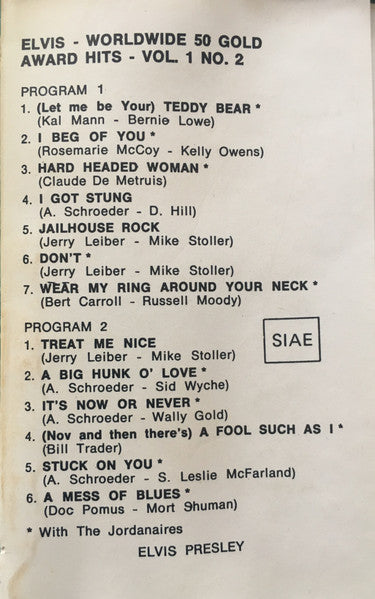 ELVIS - WORLDWIDE 50 GOLD
AWARD HITS - VOL. 1 NO. 2
PROGRAM 1
1. (Let me be Your) TEDDY BEAR *
(Kal Mann - Bernie Lowe)
2. I BEG OF YOU *
(Rosemarie McCoy - Kelly Owens)
3. HARD HEADED WOMAN *
(Claude De Metruis)
4. I GOT STUNG
(A. Schroeder - D. Hill)
5. JAILHOUSE ROCK
(Jerry Leiber - Mike Stoller)
6. DON'T *
(Jerry Leiber - Mike Stoller)
7. WEAR MY RING AROUND YOUR NECK *
(Bert Carroll - Russell Moody)
PROGRAM 2
1. TREAT ME NICE
(Jerry Leiber - Mike Stoller)
SIAE
2. A BIG HUNK O' LOVE *
(A. Schroeder - Sid Wyche)
3. IT'S NOW OR NEVER *
(A. Schroeder - Wally Gold)
4. (Nov and then there's) A FOOL SUCH AS I *
(Bill Trader)
5. STUCK ON YOU *
(A. Schroeder - S. Leslie McFarland)
6. A MESS OF BLUES *
(Doc Pomus - Mort Shuman)
* With The Jordanaires
ELVIS PRESLEY